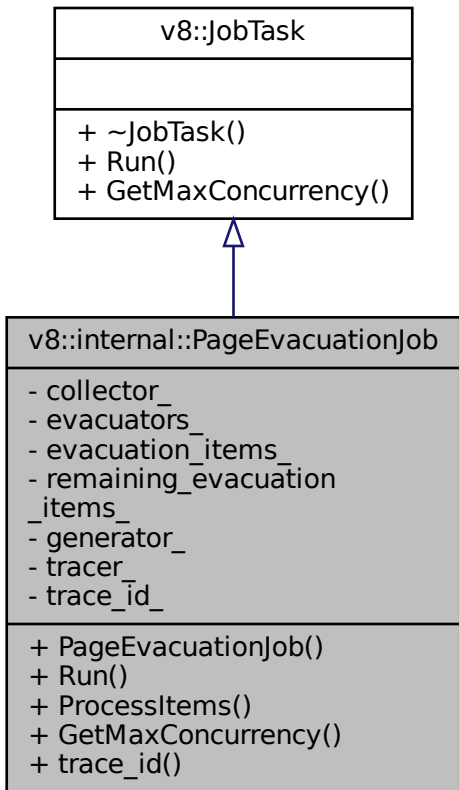 v8::JobTask
+ ~JobTask()
+ Run()
+ GetMaxConcurrency()
v8::internal::PageEvacuationJob
- collector_
- evacuators_
- evacuation_items_
- remaining_evacuation
_items_
- generator_
- tracer_
- trace_id_
+ PageEvacuationJob()
+ Run()
+ ProcessItems()
+ GetMaxConcurrency()
+ trace_id()